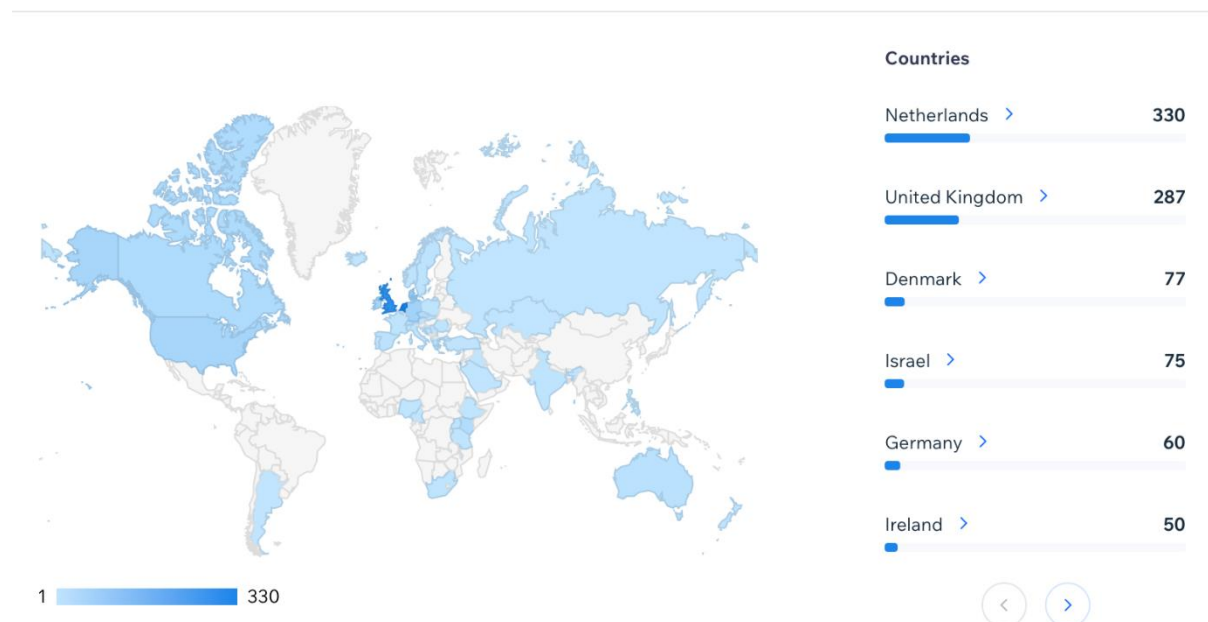 Countries
Netherlands 330
United Kingdom 287
Denmark 77
Israel 75
Germany 60
Ireland 50
1 330